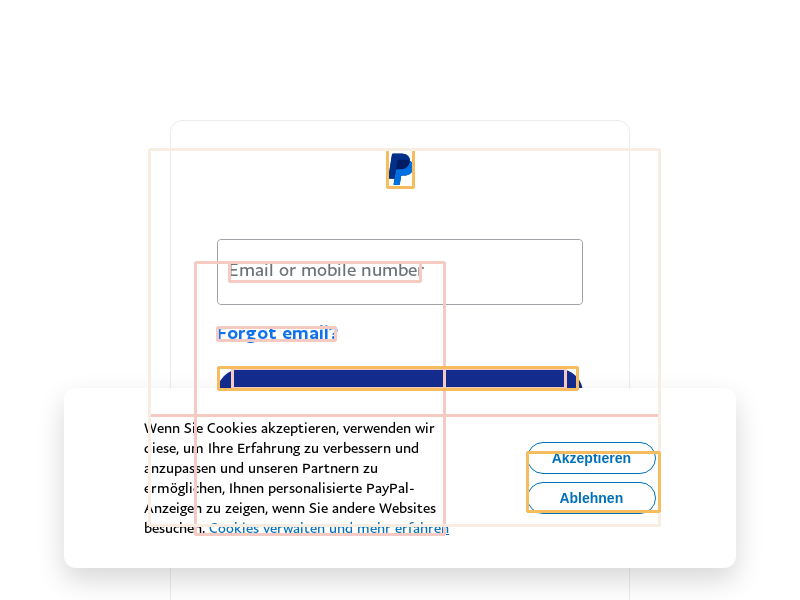 Email or mobile number
Forgot email?
Wenn Sie Cookies akzeptieren, verwenden wir
diese, um Ihre Erfahrung zu verbessern und
anzupassen und unseren Partnern zu
ermöglichen, Ihnen personalisierte PayPal-
Anzeigen zu zeigen, wenn Sie andere Websites
besuchen. Cookies verwalten und mehr erfahren
Akzeptieren
Ablehnen